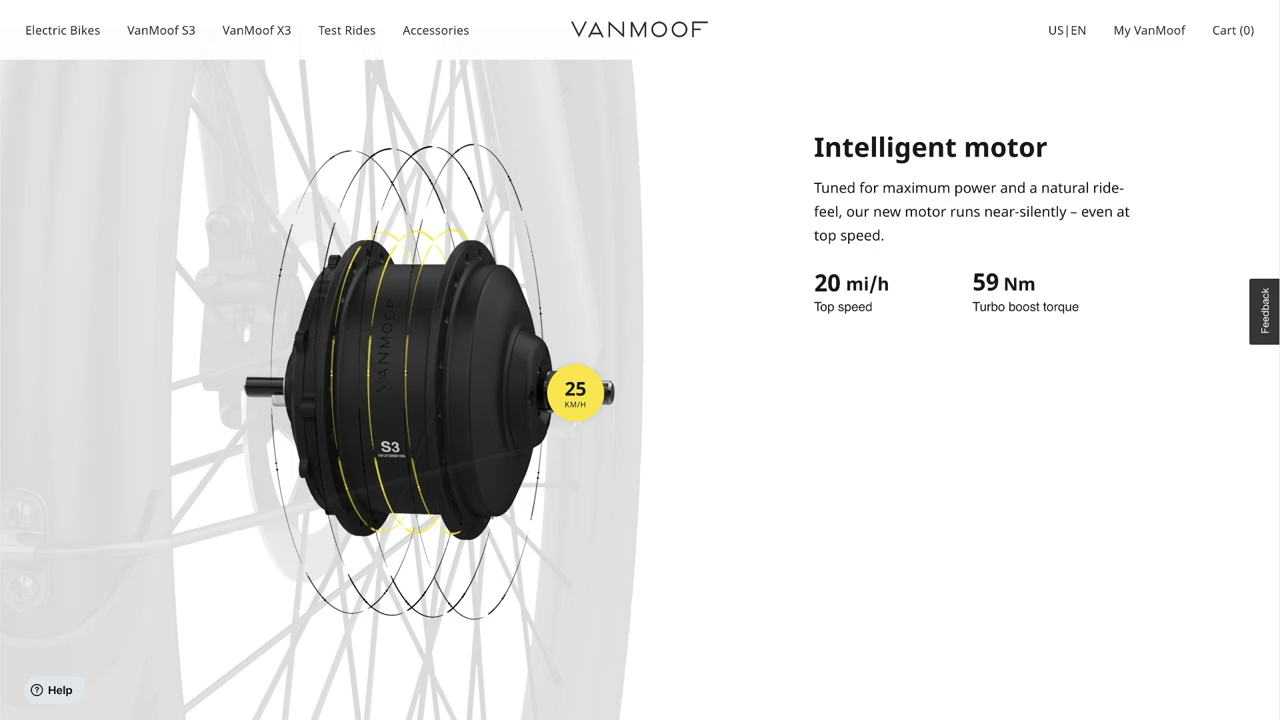 Electric Bikes
VanMoof S3
VanMoof X3
Test Rides
Accessories
VANMOOF
US|EN
My VanMoof
Cart (0)
Intelligent motor
Tuned for maximum power and a natural ride-
feel, our new motor runs near-silently – even at
top speed.
20 mi/h
Top speed
59 Nm
Turbo boost torque
VANMOOF
S3
25
KM/H
Feedback
Help